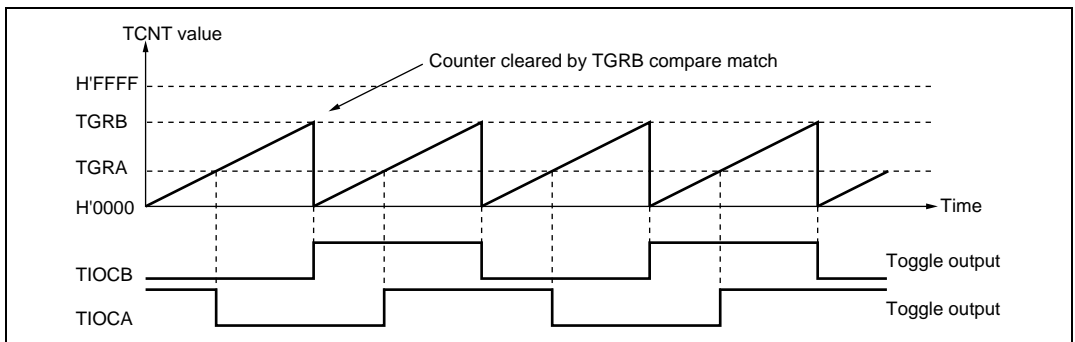 TCNT value
Counter cleared by TGRB compare match
H'FFFF
TGRB
TGRA
H'0000
Time
TIOCB
Toggle output
TIOCA
Toggle output